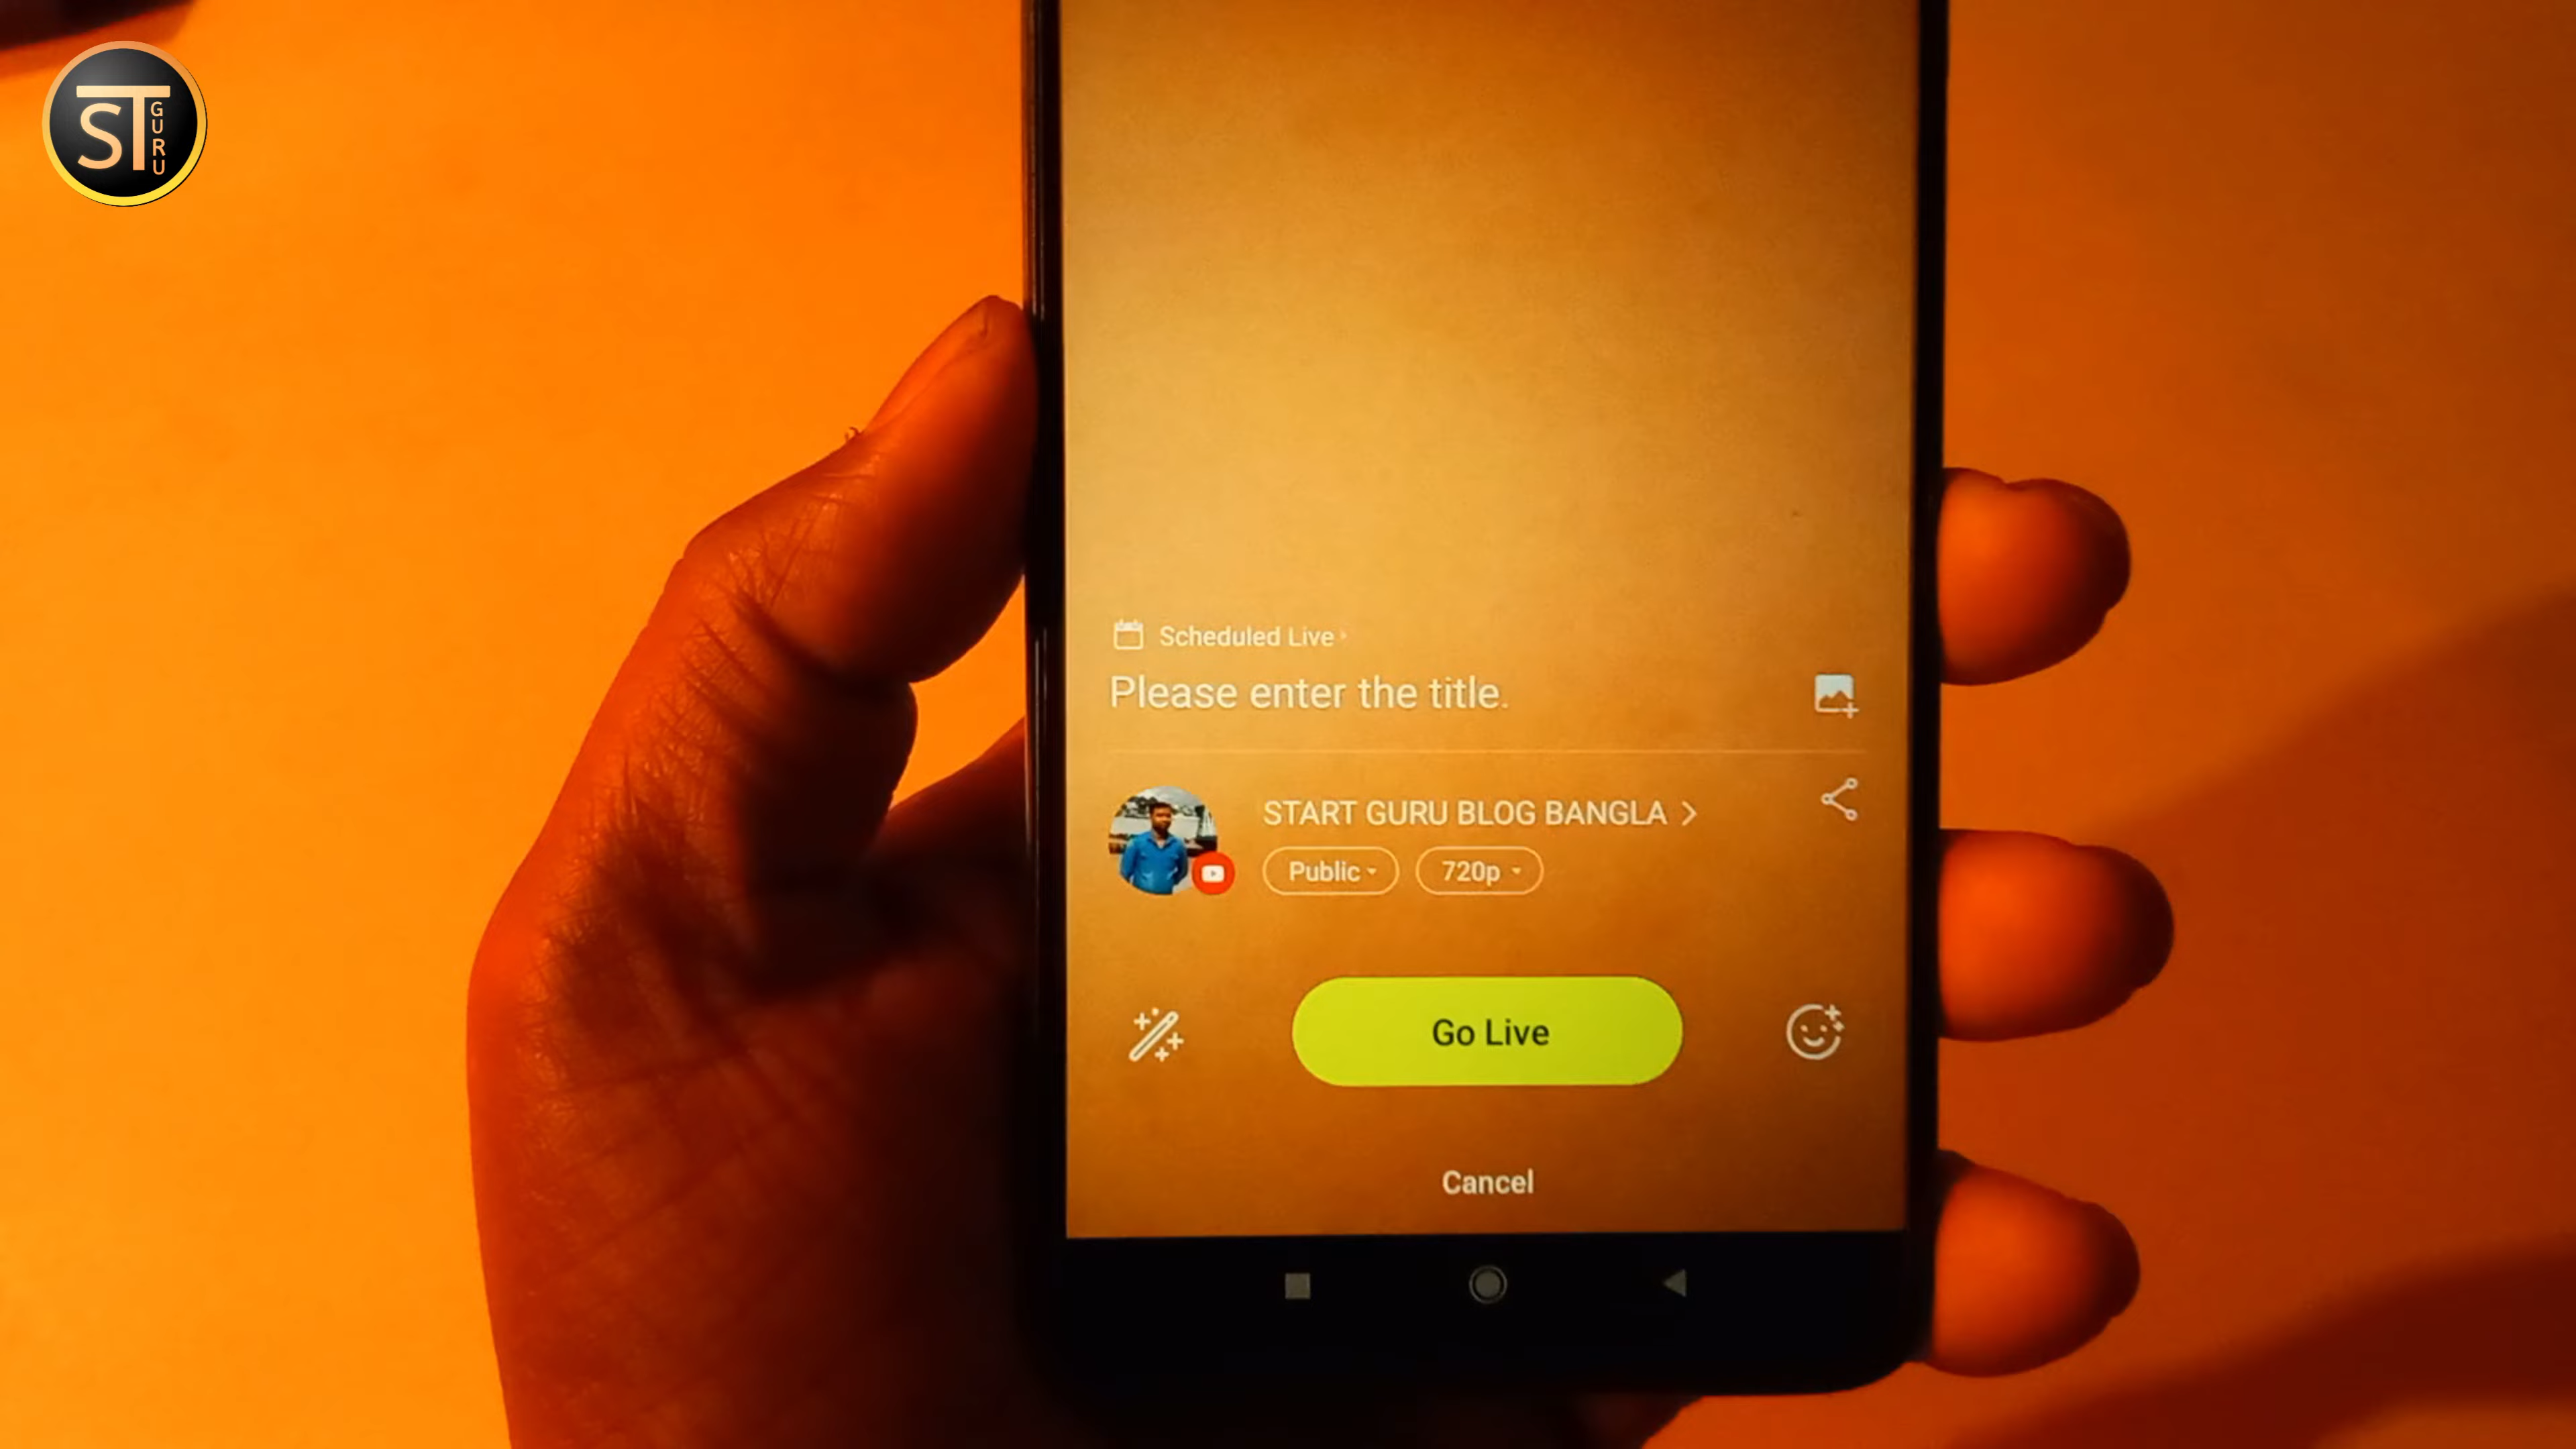 ST GURU
Scheduled Live
Please enter the title.
START GURU BLOG BANGLA
Public
720p
Go Live
Cancel